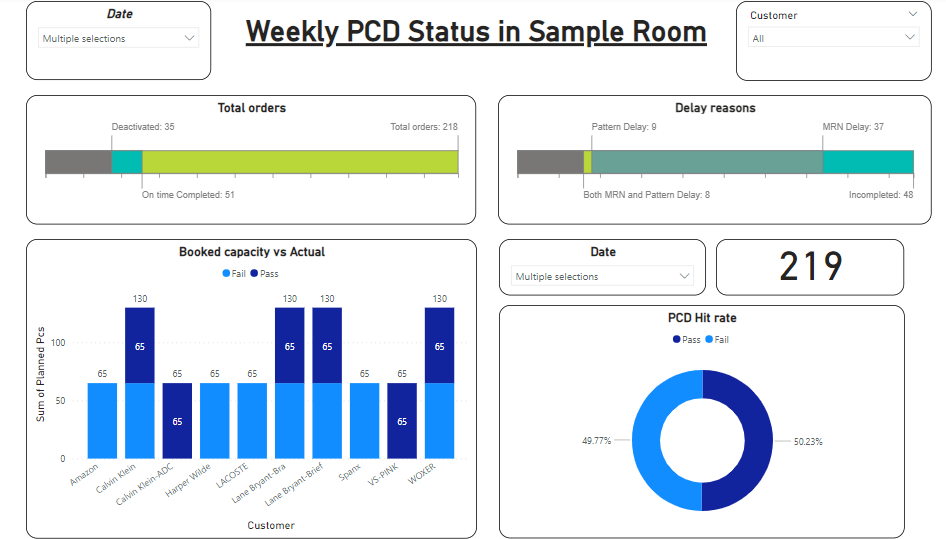 Date
Multiple selections
Weekly PCD Status in Sample Room
Customer
All
Total orders
Deactivated: 35
Total orders: 218
On time Completed: 51
Delay reasons
Pattern Delay: 9
MRN Delay: 37
Both MRN and Pattern Delay: 8
Incompleted: 48
Booked capacity vs Actual
Fail Pass
Sum of Planned Pcs
100
50
0
65 130 65 65 65 130 130 65 65 130
65 65 65 65 65 65
Amazon
Calvin Klein
Calvin Klein-ADC
Harper Wilde
LACOSTE
Lane Bryant-Bra
Lane Bryant-Brief
Spanx
VS-PINK
WOXER
Customer
Date
Multiple selections
219
PCD Hit rate
Pass Fail
49.77%
50.23%